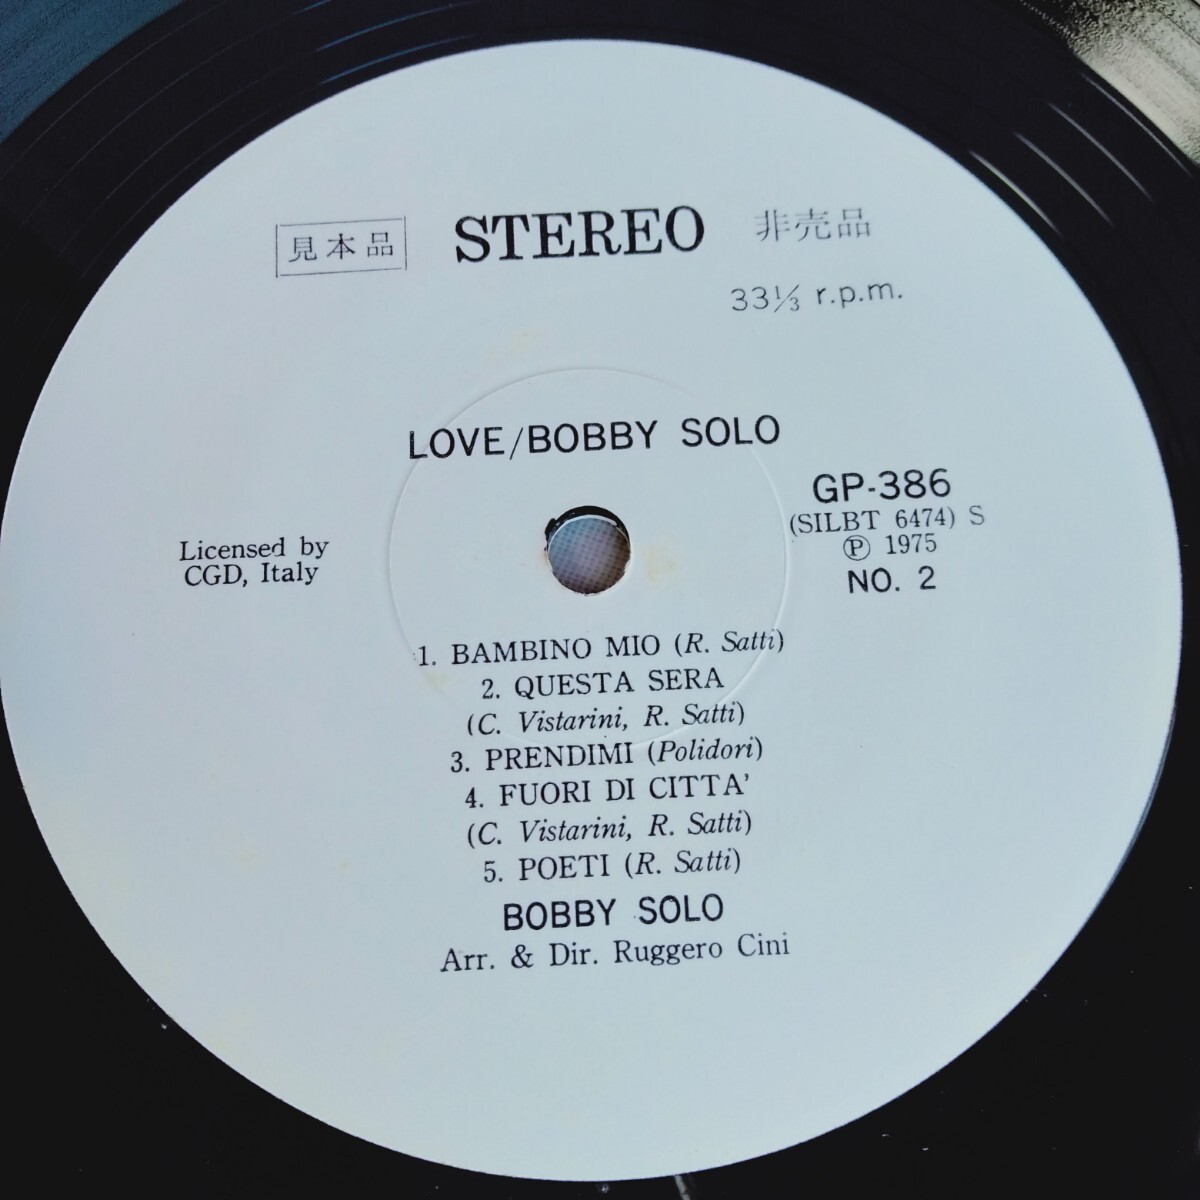 見本品 STEREO 非売品
33⅓ r.p.m.
LOVE/BOBBY SOLO
GP-386
(SILBT 6474) S
Ⓟ 1975
NO. 2
Licensed by
CGD, Italy
1. BAMBINO MIO (R. Satti)
2. QUESTA SERA
(C. Vistarini, R. Satti)
3. PRENDIMI (Polidori)
4. FUORI DI CITTA'
(C. Vistarini, R. Satti)
5. POETI (R. Satti)
BOBBY SOLO
Arr. & Dir. Ruggero Cini